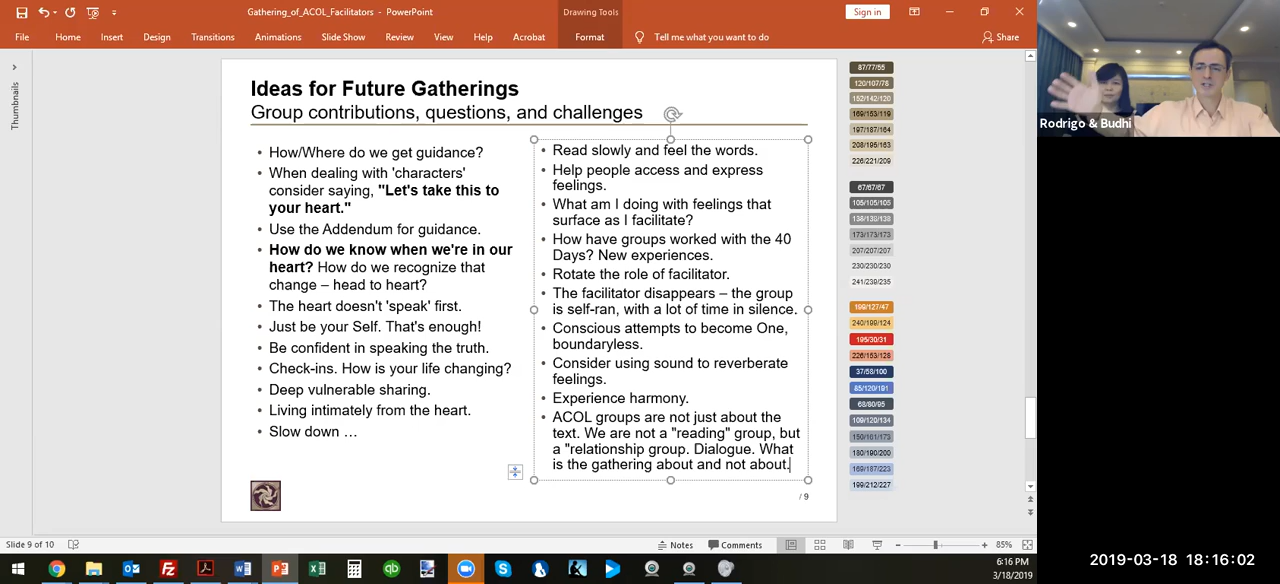 Gathering_of_ACOL_Facilitators - PowerPoint
Drawing Tools
Sign in
File
Home
Insert
Design
Transitions
Animations
Slide Show
Review
View
Help
Acrobat
Format
Tell me what you want to do
Share
Thumbnails
Ideas for Future Gatherings
Group contributions, questions, and challenges
• How/Where do we get guidance?
• When dealing with 'characters'
consider saying, "Let's take this to
your heart."
• Use the Addendum for guidance.
• How do we know when we're in our
heart? How do we recognize that
change – head to heart?
• The heart doesn't 'speak' first.
• Just be your Self. That's enough!
• Be confident in speaking the truth.
• Check-ins. How is your life changing?
• Deep vulnerable sharing.
• Living intimately from the heart.
• Slow down …
• Read slowly and feel the words.
• Help people access and express
feelings.
• What am I doing with feelings that
surface as I facilitate?
• How have groups worked with the 40
Days? New experiences.
• Rotate the role of facilitator.
• The facilitator disappears – the group
is self-ran, with a lot of time in silence.
• Conscious attempts to become One,
boundaryless.
• Consider using sound to reverberate
feelings.
• Experience harmony.
• ACOL groups are not just about the
text. We are not a "reading" group, but
a "relationship group. Dialogue. What
is the gathering about and not about.
/ 9
87/77/55
120/107/78
152/142/120
169/153/119
197/187/164
208/195/163
226/221/209
67/67/67
105/105/105
138/138/138
173/173/173
207/207/207
230/230/230
241/239/235
199/127/47
240/199/124
195/30/31
226/153/128
37/58/100
85/120/191
68/80/95
109/120/134
150/161/173
180/190/200
169/187/223
199/212/227
Rodrigo & Budhi
Slide 9 of 10
Notes
Comments
85%
6:16 PM
3/18/2019
2019-03-18 18:16:02